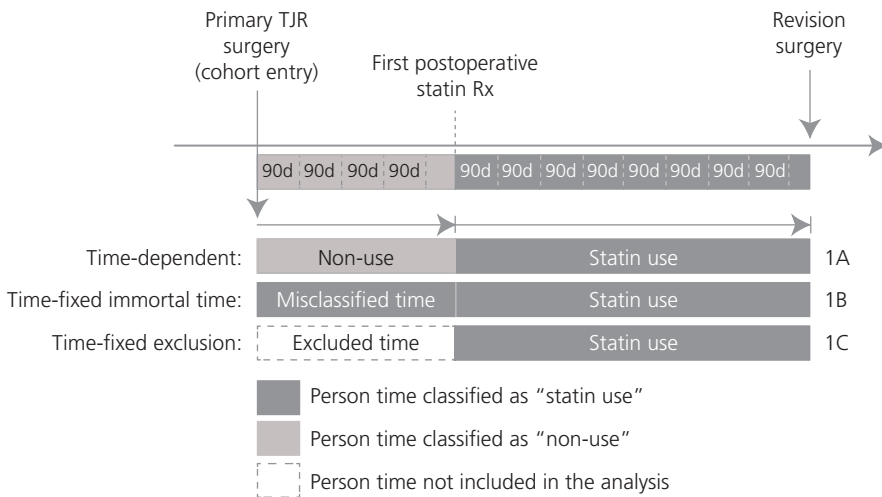 Primary TJR
surgery
(cohort entry)
First postoperative
statin Rx
Revision
surgery
90d 90d 90d 90d 90d 90d 90d 90d 90d 90d 90d 90d
Time-dependent: Non-use Statin use 1A
Time-fixed immortal time: Misclassified time Statin use 1B
Time-fixed exclusion: Excluded time Statin use 1C
Person time classified as “statin use”
Person time classified as “non-use”
Person time not included in the analysis